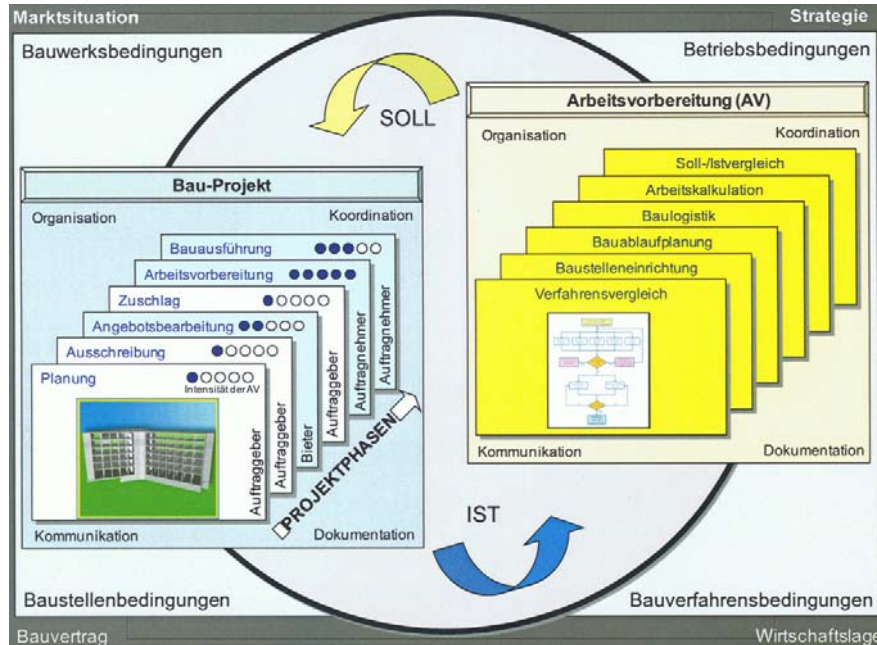 Marktsituation
Strategie
Bauwerksbedingungen
Betriebsbedingungen
SOLL
Arbeitsvorbereitung (AV)
Organisation
Koordination
Soll-/Istvergleich
Arbeitskalkulation
Baulogistik
Bauablaufplanung
Baustelleneinrichtung
Verfahrensvergleich
Kommunikation
Dokumentation
Bau-Projekt
Organisation
Koordination
Bauausführung
Arbeitsvorbereitung
Zuschlag
Angebotsbearbeitung
Ausschreibung
Planung
Intensität der AV
Auftraggeber
Auftraggeber
Bieter
Auftraggeber
Auftragnehmer
Auftragnehmer
PROJEKTPHASEN
Kommunikation
Dokumentation
IST
Baustellenbedingungen
Bauverfahrensbedingungen
Bauvertrag
Wirtschaftslage